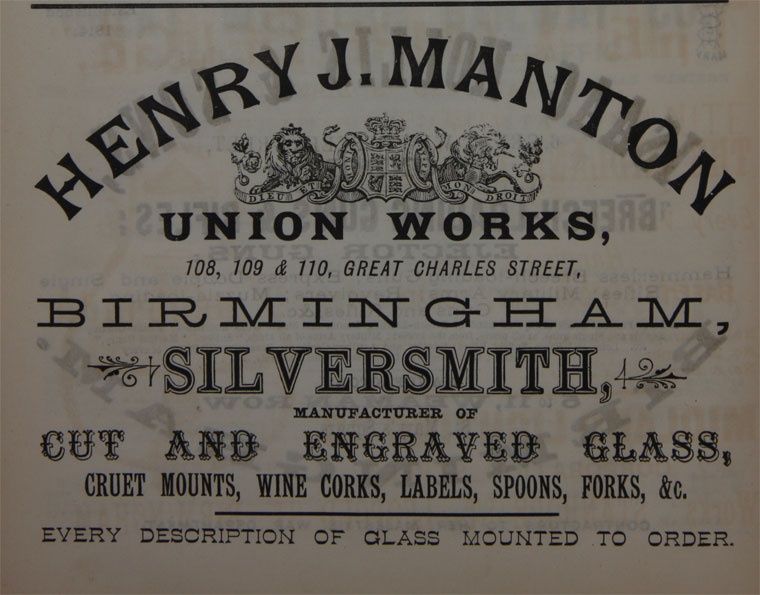 HENRY J. MANTON
DIEU ET MON DROIT
UNION WORKS,
108, 109 & 110, GREAT CHARLES STREET,
BIRMINGHAM,
SILVERSMITH,
MANUFACTURER OF
CUT AND ENGRAVED GLASS,
CRUET MOUNTS, WINE CORKS, LABELS, SPOONS, FORKS, &c.
EVERY DESCRIPTION OF GLASS MOUNTED TO ORDER.